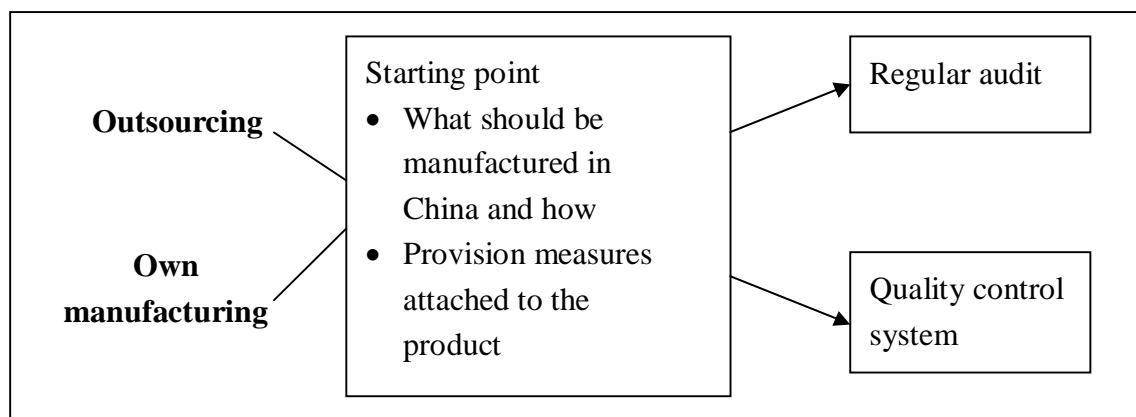 Outsourcing
Own
manufacturing
Starting point
• What should be
manufactured in
China and how
• Provision measures
attached to the
product
Regular audit
Quality control
system